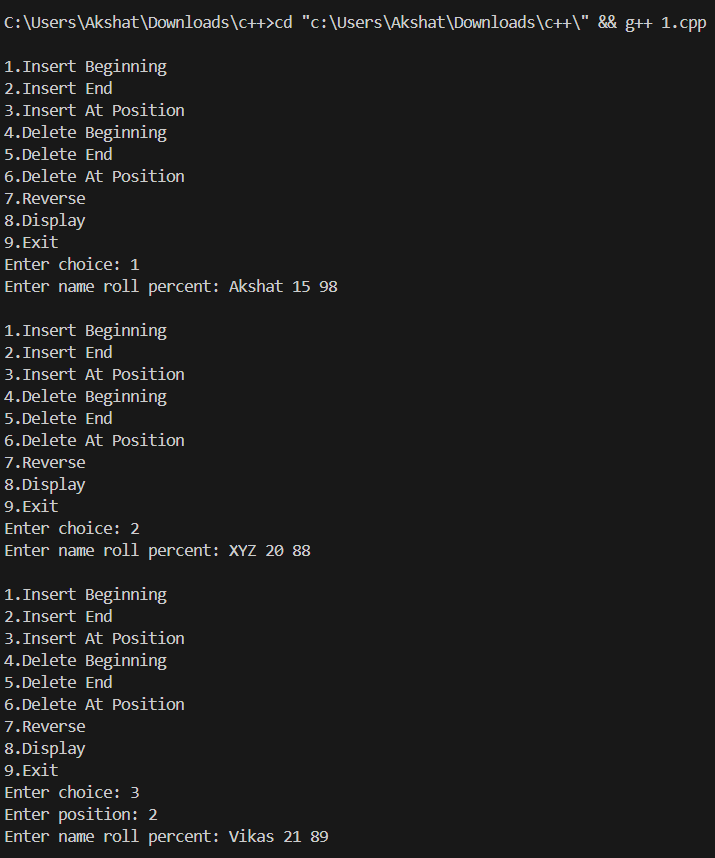 C:\Users\Akshat\Downloads\c++>cd "c:\Users\Akshat\Downloads\c++\" && g++ 1.cpp
1.Insert Beginning
2.Insert End
3.Insert At Position
4.Delete Beginning
5.Delete End
6.Delete At Position
7.Reverse
8.Display
9.Exit
Enter choice: 1
Enter name roll percent: Akshat 15 98
1.Insert Beginning
2.Insert End
3.Insert At Position
4.Delete Beginning
5.Delete End
6.Delete At Position
7.Reverse
8.Display
9.Exit
Enter choice: 2
Enter name roll percent: XYZ 20 88
1.Insert Beginning
2.Insert End
3.Insert At Position
4.Delete Beginning
5.Delete End
6.Delete At Position
7.Reverse
8.Display
9.Exit
Enter choice: 3
Enter position: 2
Enter name roll percent: Vikas 21 89